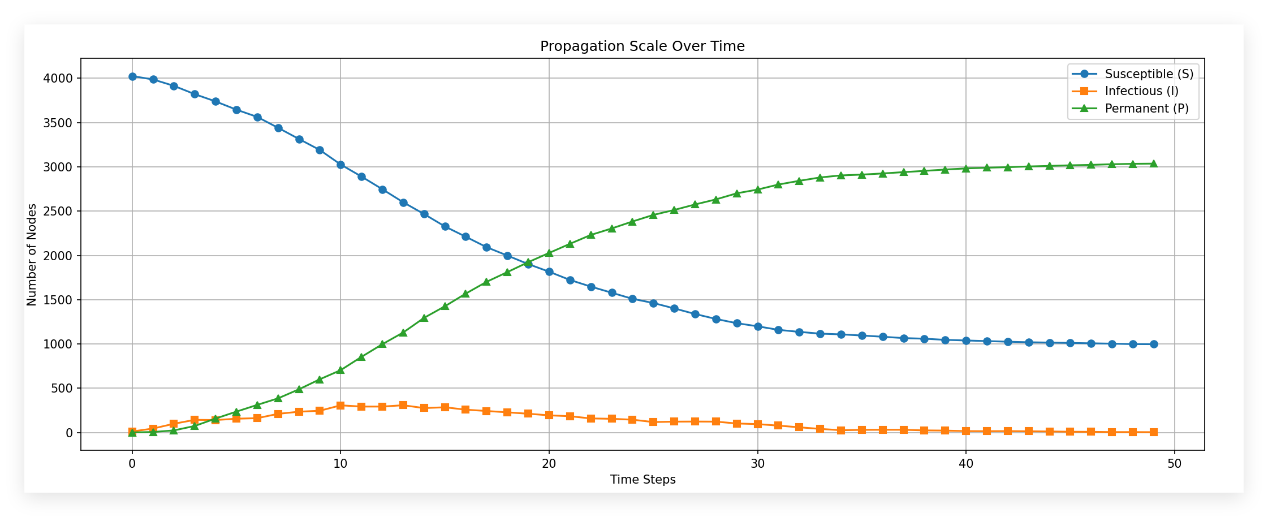 Propagation Scale Over Time
Number of Nodes
4000
3500
3000
2500
2000
1500
1000
500
0
Susceptible (S)
Infectious (I)
Permanent (P)
0 10 20 30 40 50
Time Steps